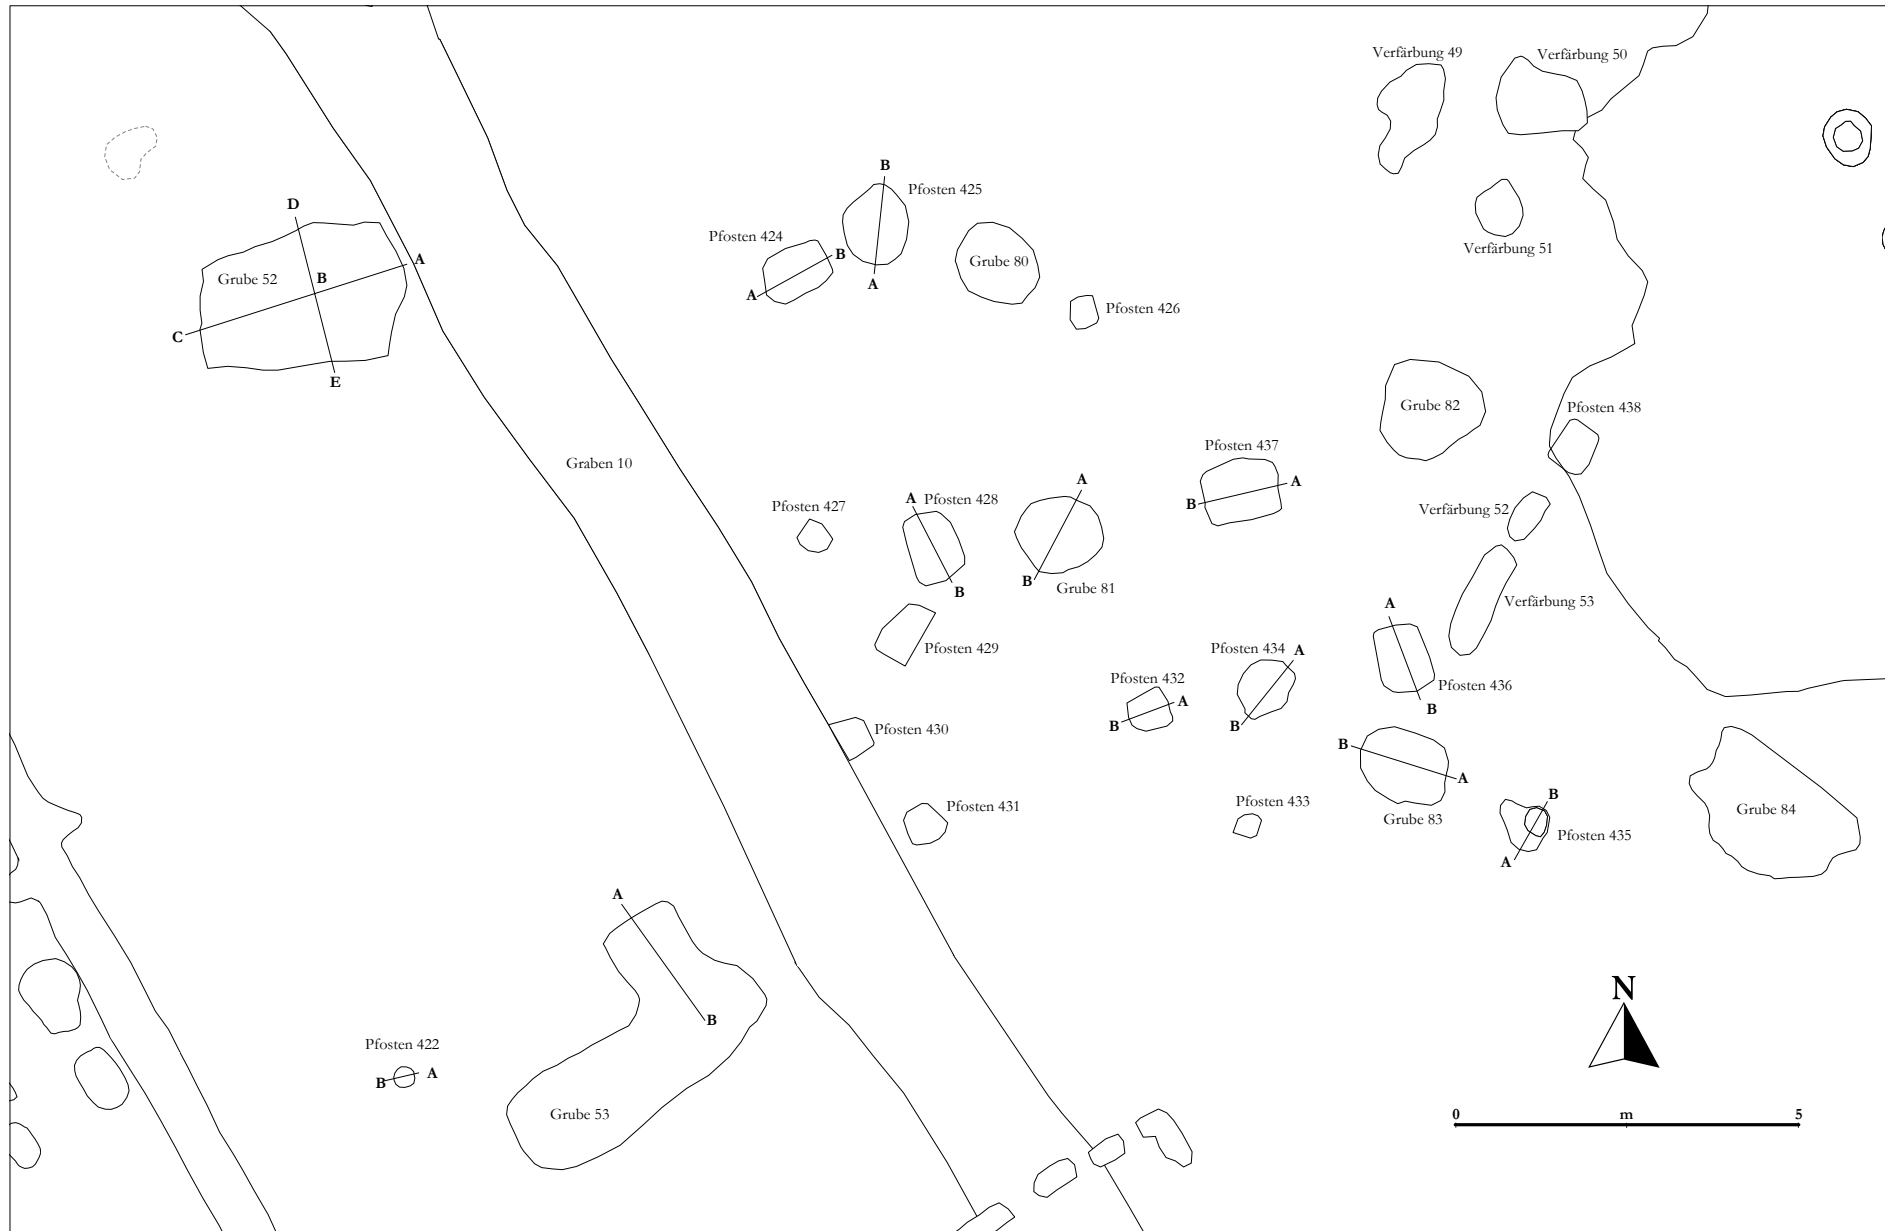 Verfärbung 49
Verfärbung 50
B
Pfosten 425
D
Pfosten 424
B
Verfärbung 51
A
Grube 80
Grube 52
B
A
A
Pfosten 426
C
E
Grube 82
Pfosten 438
Pfosten 437
Graben 10
A
A
B
Pfosten 427
A
Pfosten 428
Verfärbung 52
B
B
Grube 81
Verfärbung 53
A
Pfosten 429
Pfosten 434
A
Pfosten 432
A
B
B
Pfosten 436
B
Pfosten 430
B
A
Pfosten 433
Pfosten 431
Grube 83
B
Pfosten 435
A
Grube 84
A
B
N
Pfosten 422
B
A
Grube 53
0
m
5